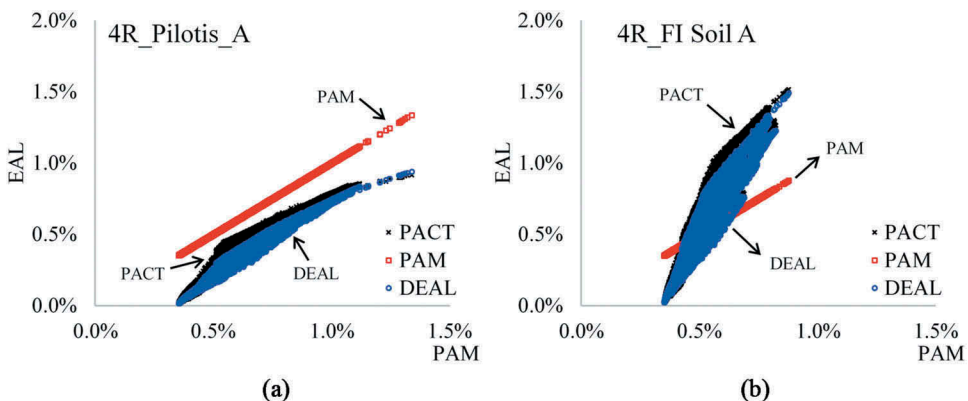 4R_Pilotis_A
EAL
2.0%
1.5%
1.0%
0.5%
0.0%
0.0%
0.5%
1.0%
1.5%
PAM
PAM
PACT
DEAL
PACT
PAM
DEAL
(a)
4R_FI Soil A
EAL
2.0%
1.5%
1.0%
0.5%
0.0%
0.0%
0.5%
1.0%
1.5%
PAM
PACT
PAM
DEAL
PACT
PAM
DEAL
(b)